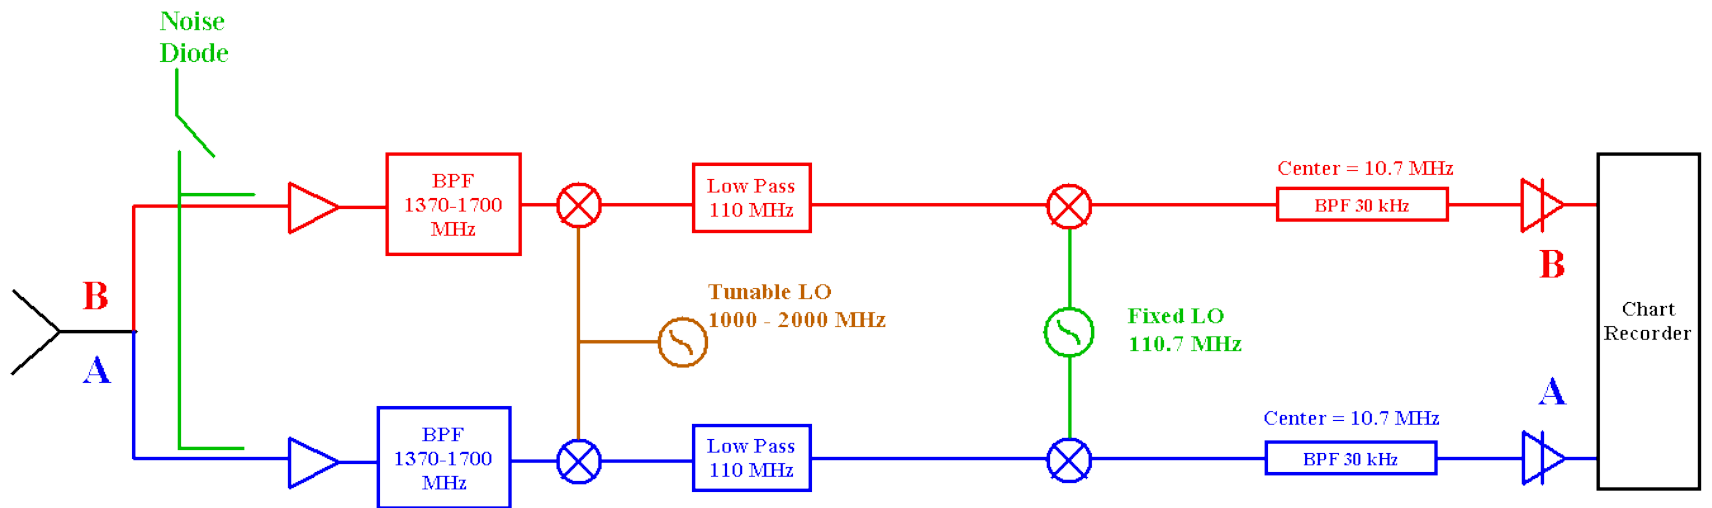 Noise
Diode
BPF
1370-1700
MHz
Low Pass
110 MHz
Center = 10.7 MHz
BPF 30 kHz
B
B
Tunable LO
1000 - 2000 MHz
Fixed LO
110.7 MHz
Chart
Recorder
A
A
BPF
1370-1700
MHz
Low Pass
110 MHz
Center = 10.7 MHz
BPF 30 kHz